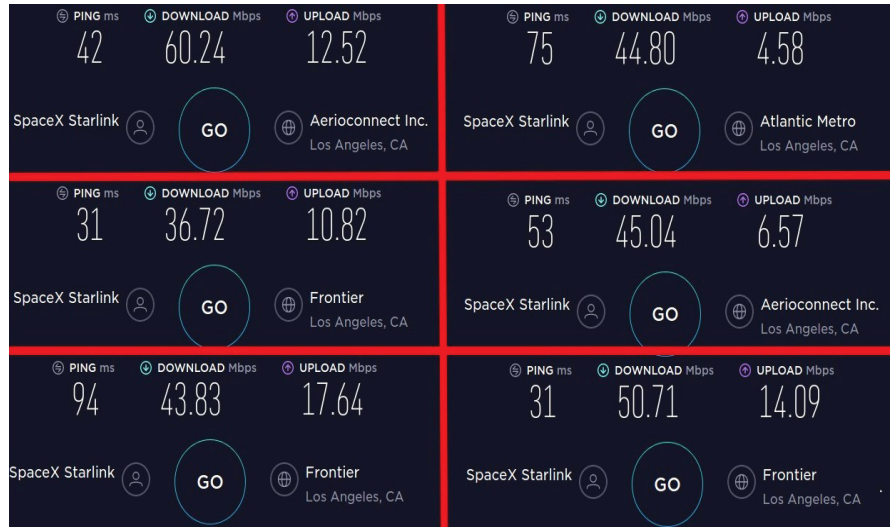 PING ms DOWNLOAD Mbps UPLOAD Mbps
42 60.24 12.52
SpaceX Starlink GO Aerioconnect Inc.
Los Angeles, CA
PING ms DOWNLOAD Mbps UPLOAD Mbps
75 44.80 4.58
SpaceX Starlink GO Atlantic Metro
Los Angeles, CA
PING ms DOWNLOAD Mbps UPLOAD Mbps
31 36.72 10.82
SpaceX Starlink GO Frontier
Los Angeles, CA
PING ms DOWNLOAD Mbps UPLOAD Mbps
53 45.04 6.57
SpaceX Starlink GO Aerioconnect Inc.
Los Angeles, CA
PING ms DOWNLOAD Mbps UPLOAD Mbps
94 43.83 17.64
SpaceX Starlink GO Frontier
Los Angeles, CA
PING ms DOWNLOAD Mbps UPLOAD Mbps
31 50.71 14.09
SpaceX Starlink GO Frontier
Los Angeles, CA